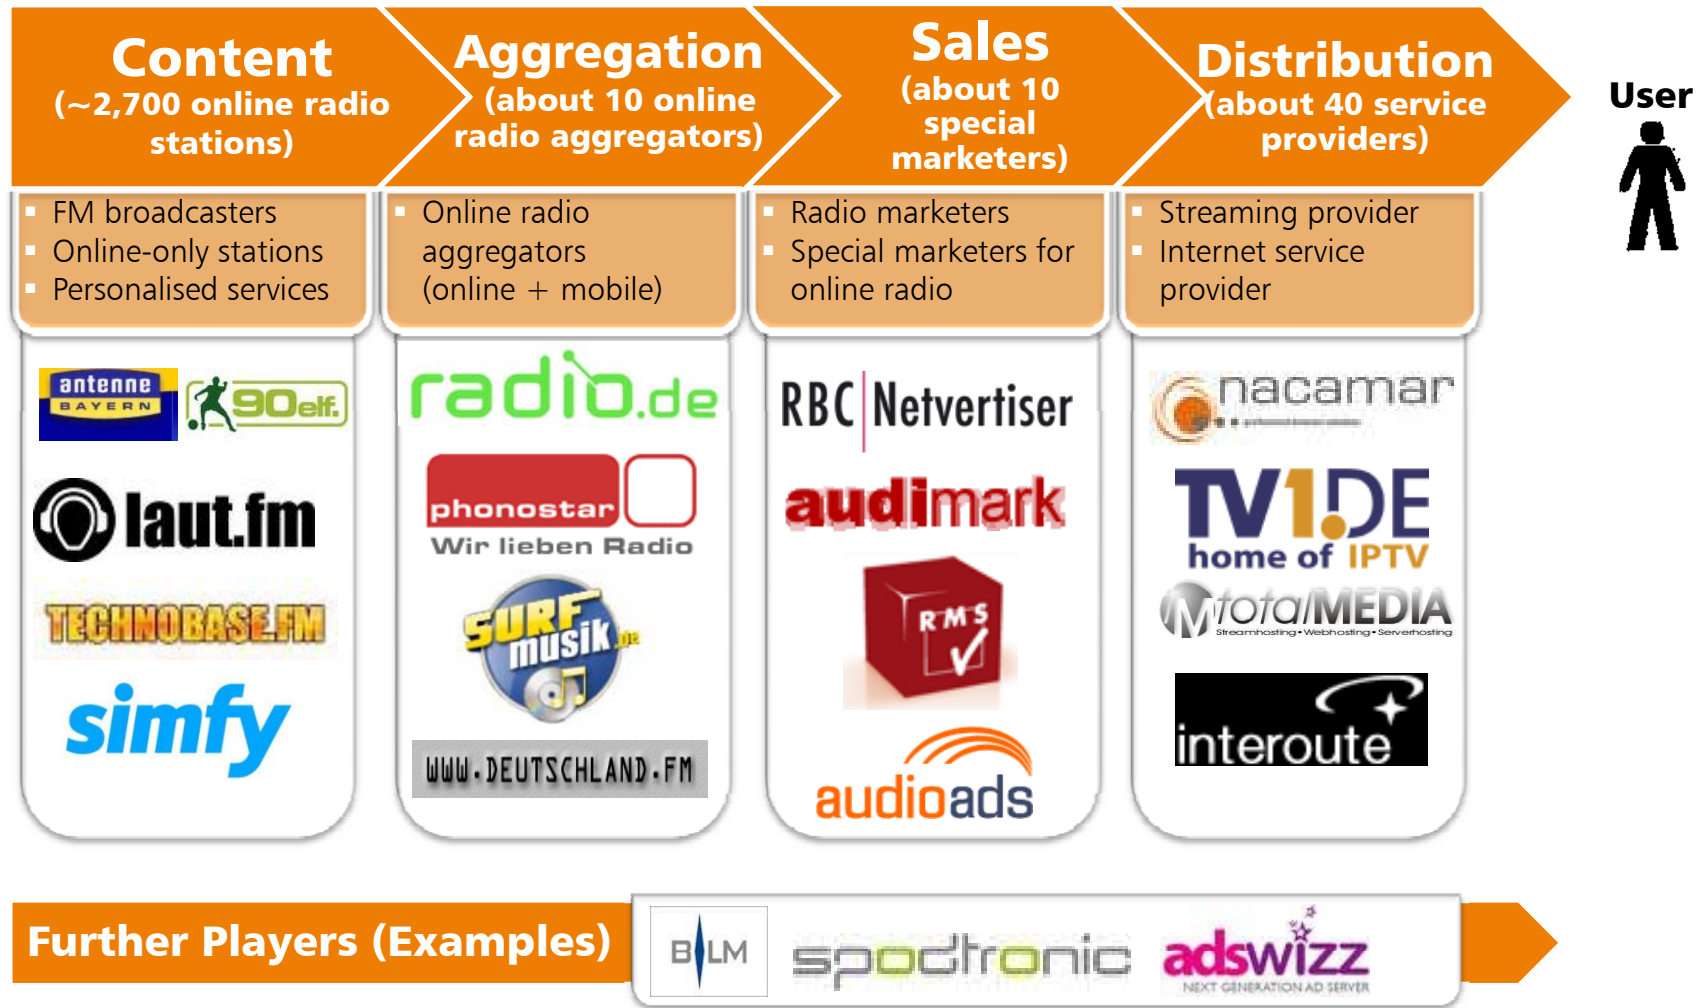 Content
(~2,700 online radio
stations)
Aggregation
(about 10 online
radio aggregators)
Sales
(about 10
special
marketers)
Distribution
(about 40 service
providers)
User
FM broadcasters
Online-only stations
Personalised services
Online radio
aggregators
(online + mobile)
Radio marketers
Special marketers for
online radio
Streaming provider
Internet service
provider
antenne
BAYERN
90elf.
laut.fm
TECHNOBASE.FM
simfy
radio.de
phonostar
Wir lieben Radio
SURF
musik.de
WWW.DEUTSCHLAND.FM
RBC Netvertiser
audimark
RMS
audioads
nacamar
TV1.DE
home of IPTV
totalMEDIA
Streamhosting • Webhosting • Serverhosting
interoute
Further Players (Examples)
BLM
spodtronic
adswizz
NEXT GENERATION AD SERVER